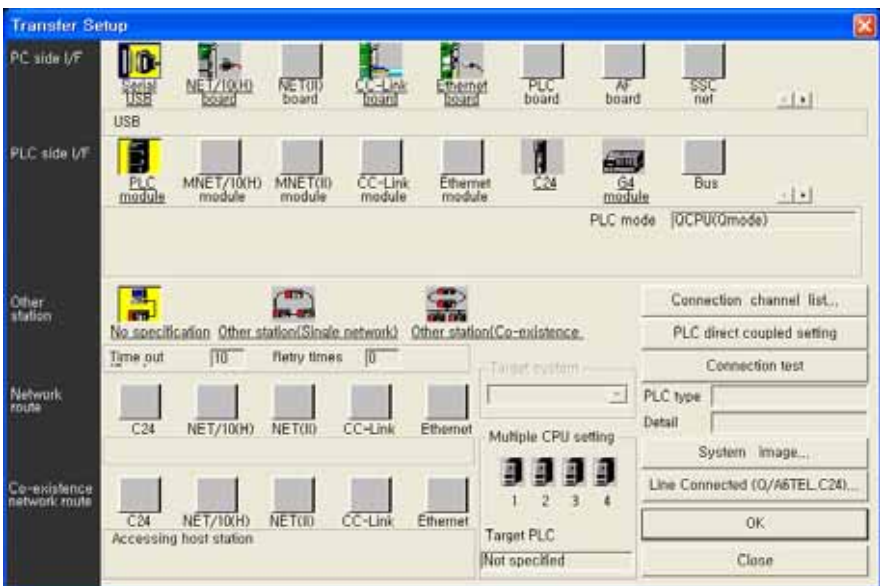 Transfer Setup
PC side I/F
Serial USB
NET/10(H) board
NET(II) board
CC-Link board
Ethernet board
PLC board
AF board
SSC net
USB
PLC side I/F
PLC module
MNET/10(H) module
MNET(II) module
CC-Link module
Ethernet module
C24
G4 module
Bus
PLC mode QCPU(Qmode)
Other station
No specification
Other station(Single network)
Other station(Co-existence
Time out 10 Retry times 0
Connection channel list...
PLC direct coupled setting
Connection test
PLC type
Detail
System image...
Line Connected (Q/A6TEL.C24)...
OK
Close
Target system
Multiple CPU setting
1 2 3 4
Target PLC
Not specified
Network route
C24
NET/10(H)
NET(II)
CC-Link
Ethernet
Co-existence network route
C24
NET/10(H)
NET(II)
CC-Link
Ethernet
Accessing host station